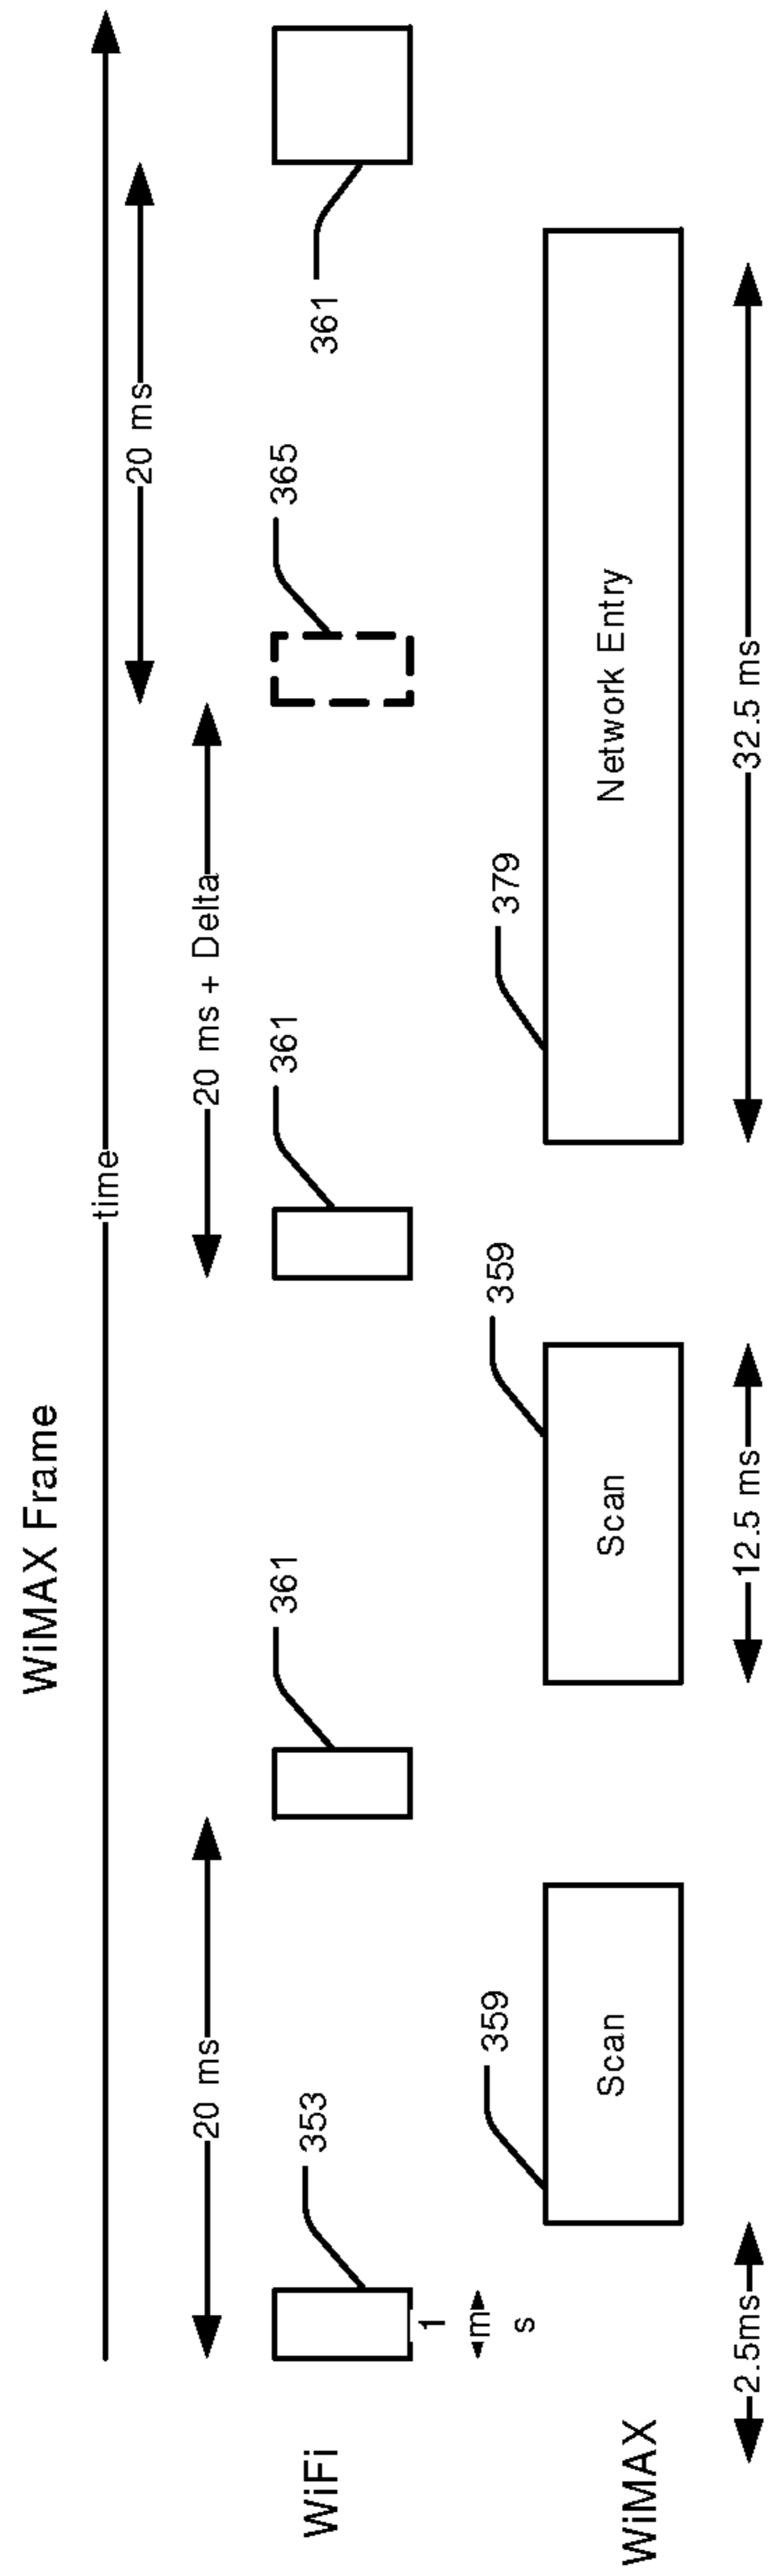 WiMAX Frame
time
20 ms
20 ms + Delta
20 ms
WiFi
353
361
361
365
361
1
m
s
359
359
379
WiMAX
Scan
Scan
Network Entry
2.5ms
12.5 ms
32.5 ms